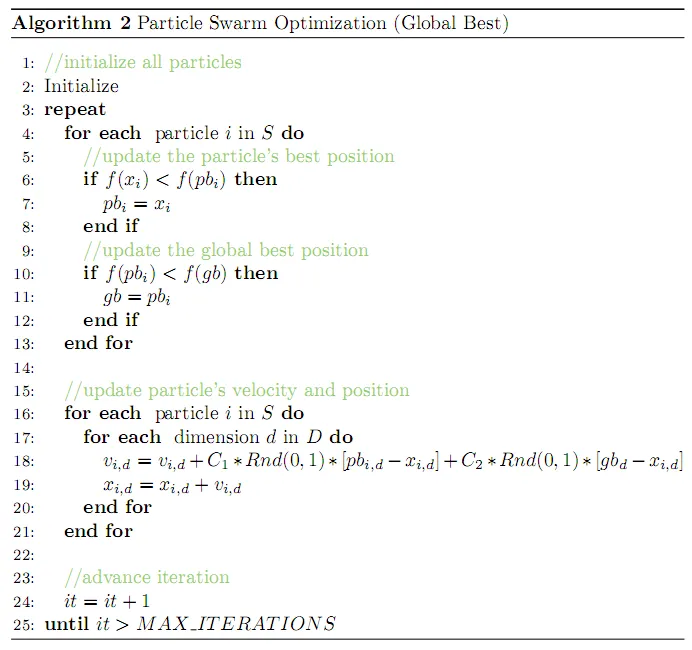 Algorithm 2 Particle Swarm Optimization (Global Best)
1: //initialize all particles
2: Initialize
3: repeat
4: for each particle i in S do
5: //update the particle's best position
6: if f(x_i) < f(pb_i) then
7: pb_i = x_i
8: end if
9: //update the global best position
10: if f(pb_i) < f(gb) then
11: gb = pb_i
12: end if
13: end for
14:
15: //update particle's velocity and position
16: for each particle i in S do
17: for each dimension d in D do
18: v_{i,d} = v_{i,d} + C_1 * Rnd(0, 1) * [pb_{i,d} − x_{i,d}] + C_2 * Rnd(0, 1) * [gb_d − x_{i,d}]
19: x_{i,d} = x_{i,d} + v_{i,d}
20: end for
21: end for
22:
23: //advance iteration
24: it = it + 1
25: until it > MAX_ITERATIONS